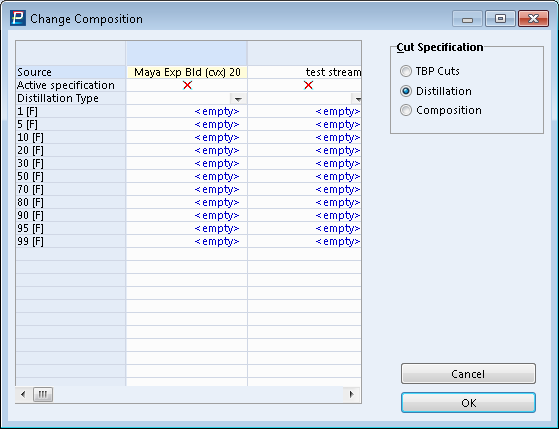 Change Composition
Cut Specification
Source Maya Exp Bld (cvx) 20 test stream
TBP Cuts
Active specification
Distillation
Distillation Type
1 [F] <empty> <empty>
Composition
5 [F] <empty> <empty>
10 [F] <empty> <empty>
20 [F] <empty> <empty>
30 [F] <empty> <empty>
50 [F] <empty> <empty>
70 [F] <empty> <empty>
80 [F] <empty> <empty>
90 [F] <empty> <empty>
95 [F] <empty> <empty>
99 [F] <empty> <empty>
Cancel
OK